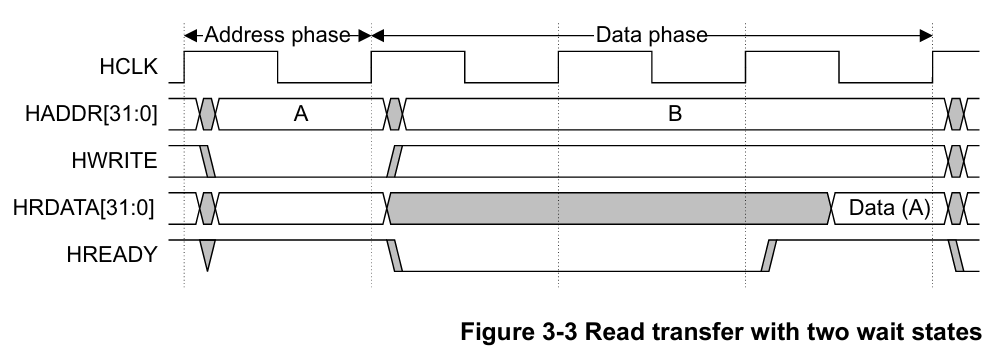 Address phase Data phase
HCLK
HADDR[31:0] A B
HWRITE
HRDATA[31:0] Data (A)
HREADY
Figure 3-3 Read transfer with two wait states